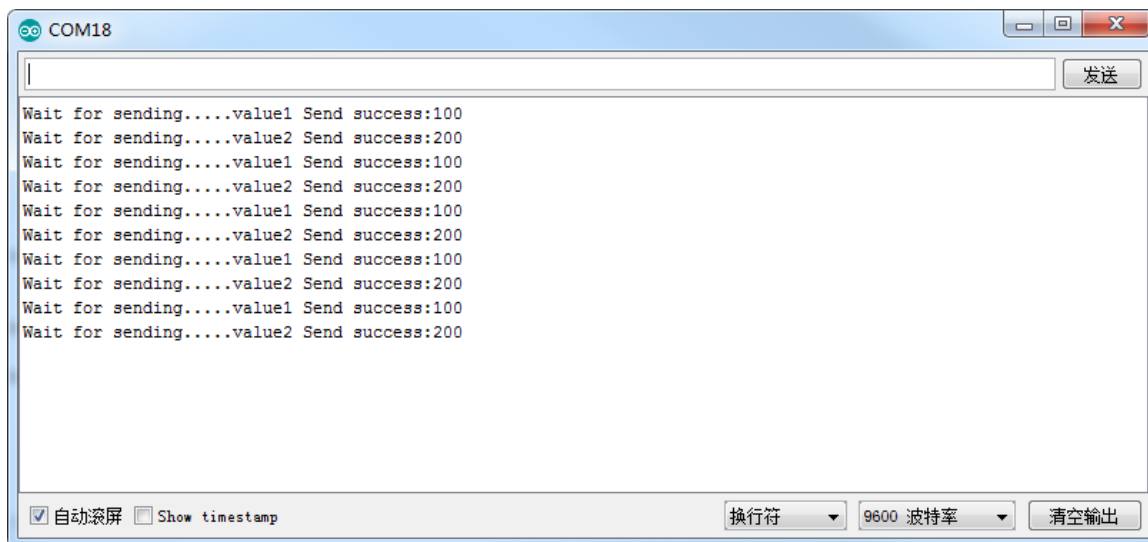 COM18
发送
Wait for sending.....value1 Send success:100
Wait for sending.....value2 Send success:200
Wait for sending.....value1 Send success:100
Wait for sending.....value2 Send success:200
Wait for sending.....value1 Send success:100
Wait for sending.....value2 Send success:200
Wait for sending.....value1 Send success:100
Wait for sending.....value2 Send success:200
Wait for sending.....value1 Send success:100
Wait for sending.....value2 Send success:200
自动滚屏 Show timestamp 换行符 9600 波特率 清空输出